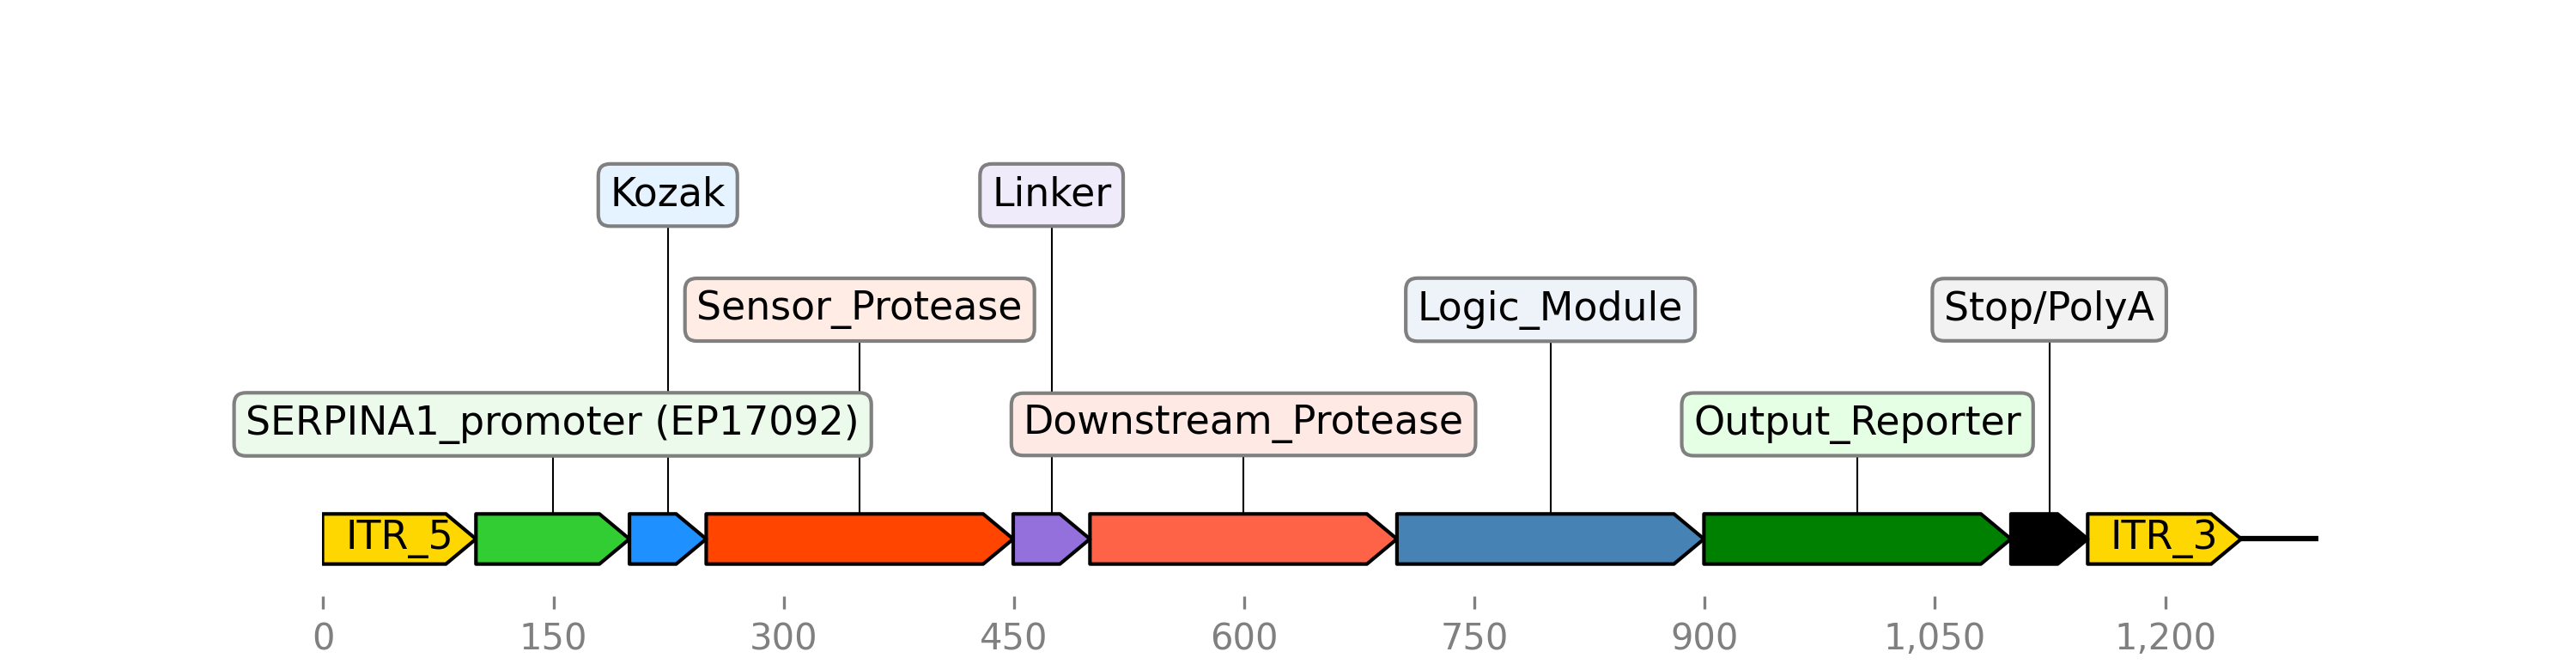 Kozak
Linker
Sensor_Protease
Logic_Module
Stop/PolyA
SERPINA1_promoter (EP17092)
Downstream_Protease
Output_Reporter
ITR_5
ITR_3
0
150
300
450
600
750
900
1,050
1,200